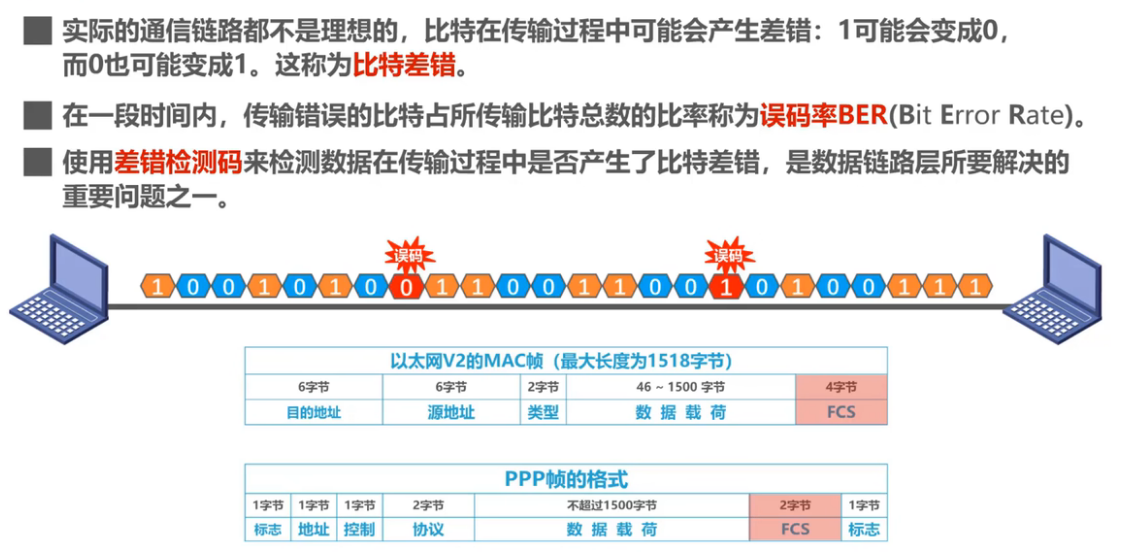 实际的通信链路都不是理想的，比特在传输过程中可能会产生差错：1可能会变成0，
而0也可能变成1。这称为比特差错。
在一段时间内，传输错误的比特占所传输比特总数的比率称为误码率BER(Bit Error Rate)。
使用差错检测码来检测数据在传输过程中是否产生了比特差错，是数据链路层所要解决的
重要问题之一。
误码 误码
1 0 0 1 0 1 0 0 1 1 0 0 1 1 0 0 1 0 1 0 0 1 1 1
以太网V2的MAC帧（最大长度为1518字节）
6字节 6字节 2字节 46 ~ 1500 字节 4字节
目的地址 源地址 类型 数 据 载 荷 FCS
PPP帧的格式
1字节 1字节 1字节 2字节 不超过1500字节 2字节 1字节
标志 地址 控制 协议 数 据 载 荷 FCS 标志